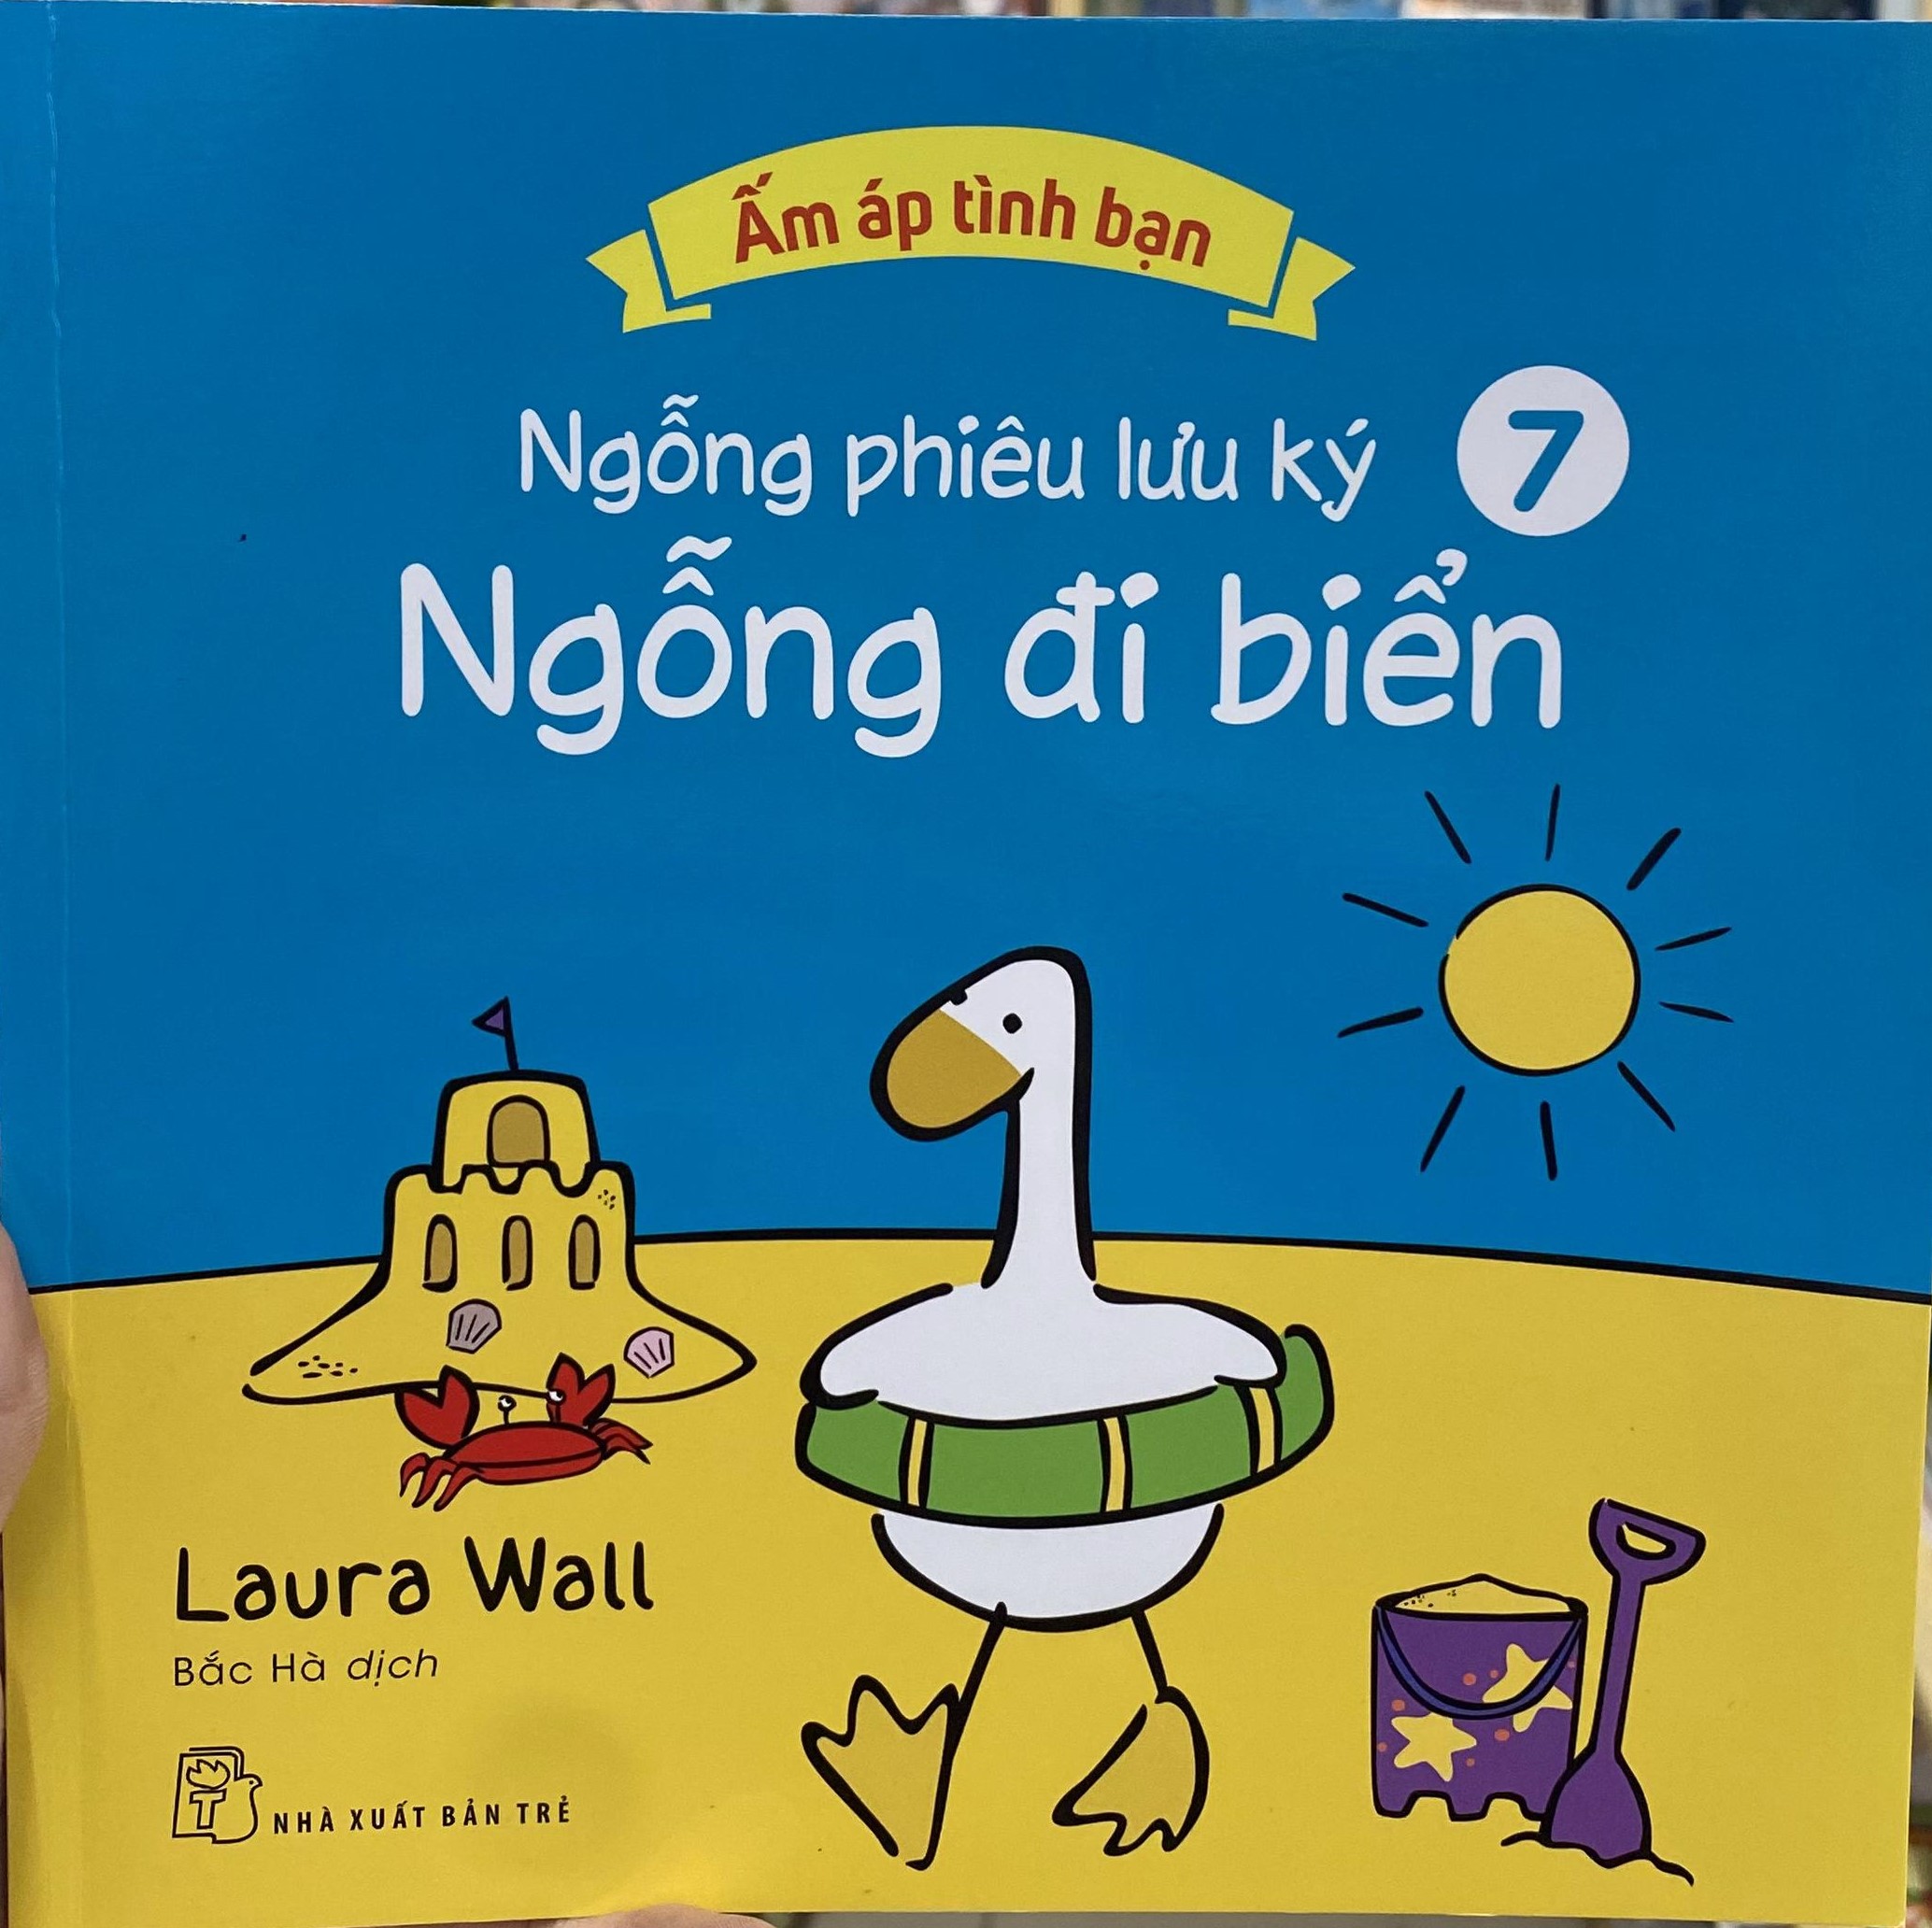 Ấm áp tình bạn
Ngỗng phiêu lưu ký 7
Ngỗng đi biển
Laura Wall
Bắc Hà dịch
T NHÀ XUẤT BẢN TRẺ